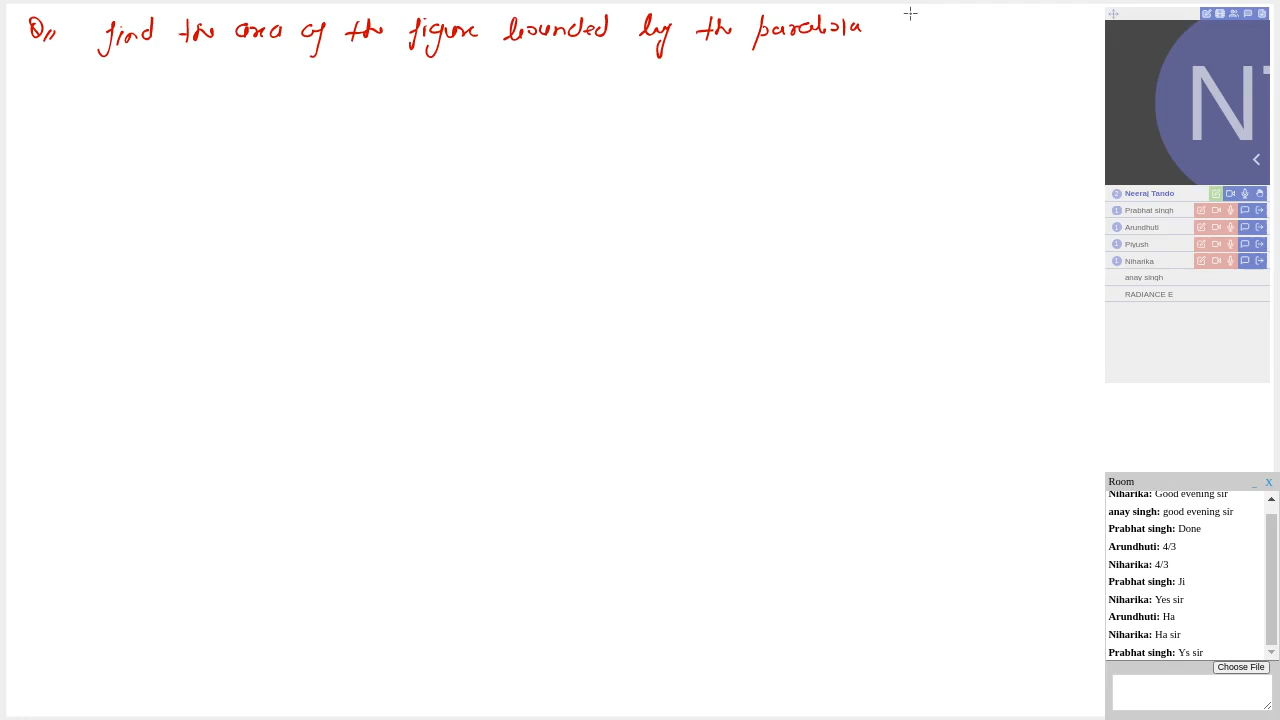 Q,, find the area of the figure bounded by the parabola
NT
Neeraj Tando
Prabhat singh
Arundhuti
Piyush
Niharika
anay singh
RADIANCE E
Room
_ X
Niharika: Good evening sir
anay singh: good evening sir
Prabhat singh: Done
Arundhuti: 4/3
Niharika: 4/3
Prabhat singh: Ji
Niharika: Yes sir
Arundhuti: Ha
Niharika: Ha sir
Prabhat singh: Ys sir
Choose File